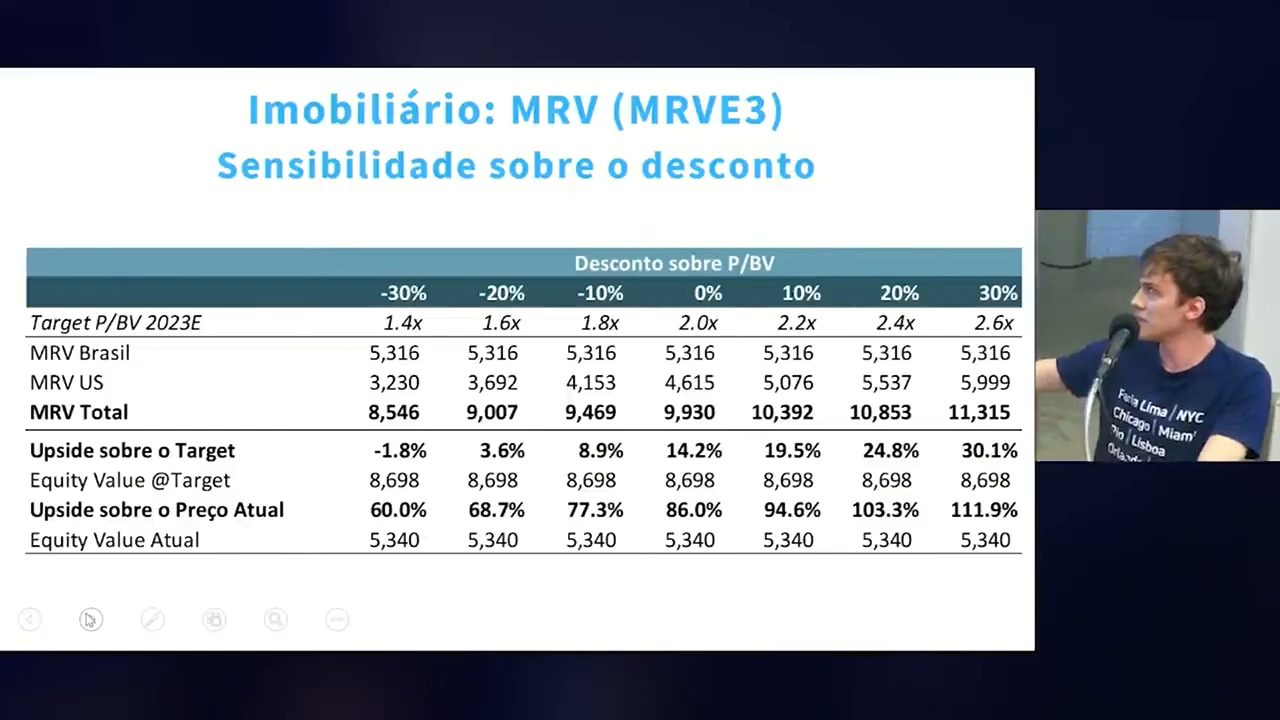 Imobiliário: MRV (MRVE3)
Sensibilidade sobre o desconto
Desconto sobre P/BV
-30% -20% -10% 0% 10% 20% 30%
Target P/BV 2023E 1.4x 1.6x 1.8x 2.0x 2.2x 2.4x 2.6x
MRV Brasil 5,316 5,316 5,316 5,316 5,316 5,316 5,316
MRV US 3,230 3,692 4,153 4,615 5,076 5,537 5,999
MRV Total 8,546 9,007 9,469 9,930 10,392 10,853 11,315
Upside sobre o Target -1.8% 3.6% 8.9% 14.2% 19.5% 24.8% 30.1%
Equity Value @Target 8,698 8,698 8,698 8,698 8,698 8,698 8,698
Upside sobre o Preço Atual 60.0% 68.7% 77.3% 86.0% 94.6% 103.3% 111.9%
Equity Value Atual 5,340 5,340 5,340 5,340 5,340 5,340 5,340
Faria Lima / NYC
Chicago | Miami
Rio | Lisboa